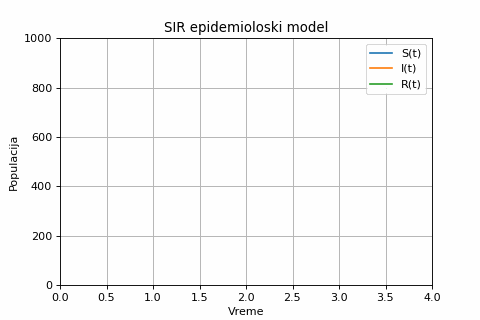 SIR epidemioloski model
1000
800
600
400
200
0
Populacija
S(t)
I(t)
R(t)
0.0 0.5 1.0 1.5 2.0 2.5 3.0 3.5 4.0
Vreme